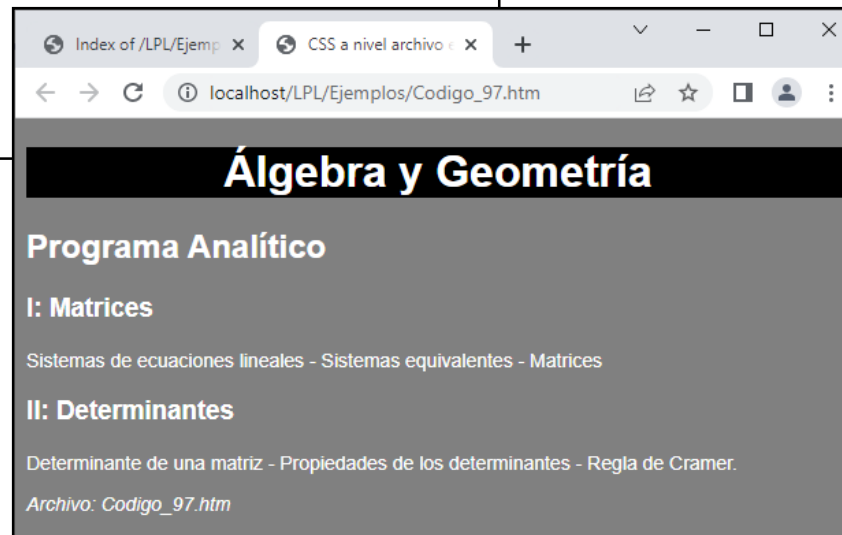 Index of /LPL/Ejemp
CSS a nivel archivo e
localhost/LPL/Ejemplos/Codigo_97.htm
Álgebra y Geometría
Programa Analítico
I: Matrices
Sistemas de ecuaciones lineales - Sistemas equivalentes - Matrices
II: Determinantes
Determinante de una matriz - Propiedades de los determinantes - Regla de Cramer.
Archivo: Codigo_97.htm